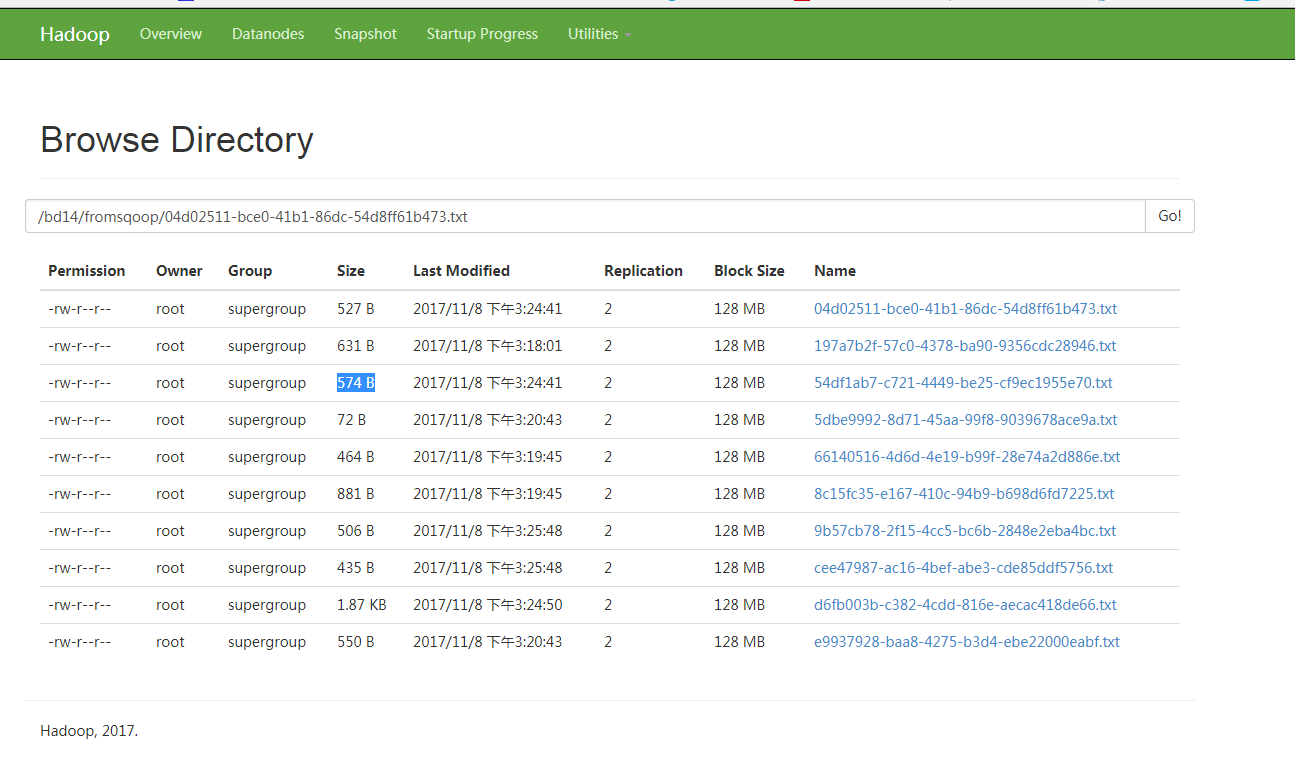 Hadoop Overview Datanodes Snapshot Startup Progress Utilities
Browse Directory
/bd14/fromsqoop/04d02511-bce0-41b1-86dc-54d8ff61b473.txt Go!
Permission Owner Group Size Last Modified Replication Block Size Name
-rw-r--r-- root supergroup 527 B 2017/11/8 下午3:24:41 2 128 MB 04d02511-bce0-41b1-86dc-54d8ff61b473.txt
-rw-r--r-- root supergroup 631 B 2017/11/8 下午3:18:01 2 128 MB 197a7b2f-57c0-4378-ba90-9356cdc28946.txt
-rw-r--r-- root supergroup 574 B 2017/11/8 下午3:24:41 2 128 MB 54df1ab7-c721-4449-be25-cf9ec1955e70.txt
-rw-r--r-- root supergroup 72 B 2017/11/8 下午3:20:43 2 128 MB 5dbe9992-8d71-45aa-99f8-9039678ace9a.txt
-rw-r--r-- root supergroup 464 B 2017/11/8 下午3:19:45 2 128 MB 66140516-4d6d-4e19-b99f-28e74a2d886e.txt
-rw-r--r-- root supergroup 881 B 2017/11/8 下午3:19:45 2 128 MB 8c15fc35-e167-410c-94b9-b698d6fd7225.txt
-rw-r--r-- root supergroup 506 B 2017/11/8 下午3:25:48 2 128 MB 9b57cb78-2f15-4cc5-bc6b-2848e2eba4bc.txt
-rw-r--r-- root supergroup 435 B 2017/11/8 下午3:25:48 2 128 MB cee47987-ac16-4bef-abe3-cde85ddf5756.txt
-rw-r--r-- root supergroup 1.87 KB 2017/11/8 下午3:24:50 2 128 MB d6fb003b-c382-4cdd-816e-aecac418de66.txt
-rw-r--r-- root supergroup 550 B 2017/11/8 下午3:20:43 2 128 MB e9937928-baa8-4275-b3d4-ebe22000eabf.txt
Hadoop, 2017.